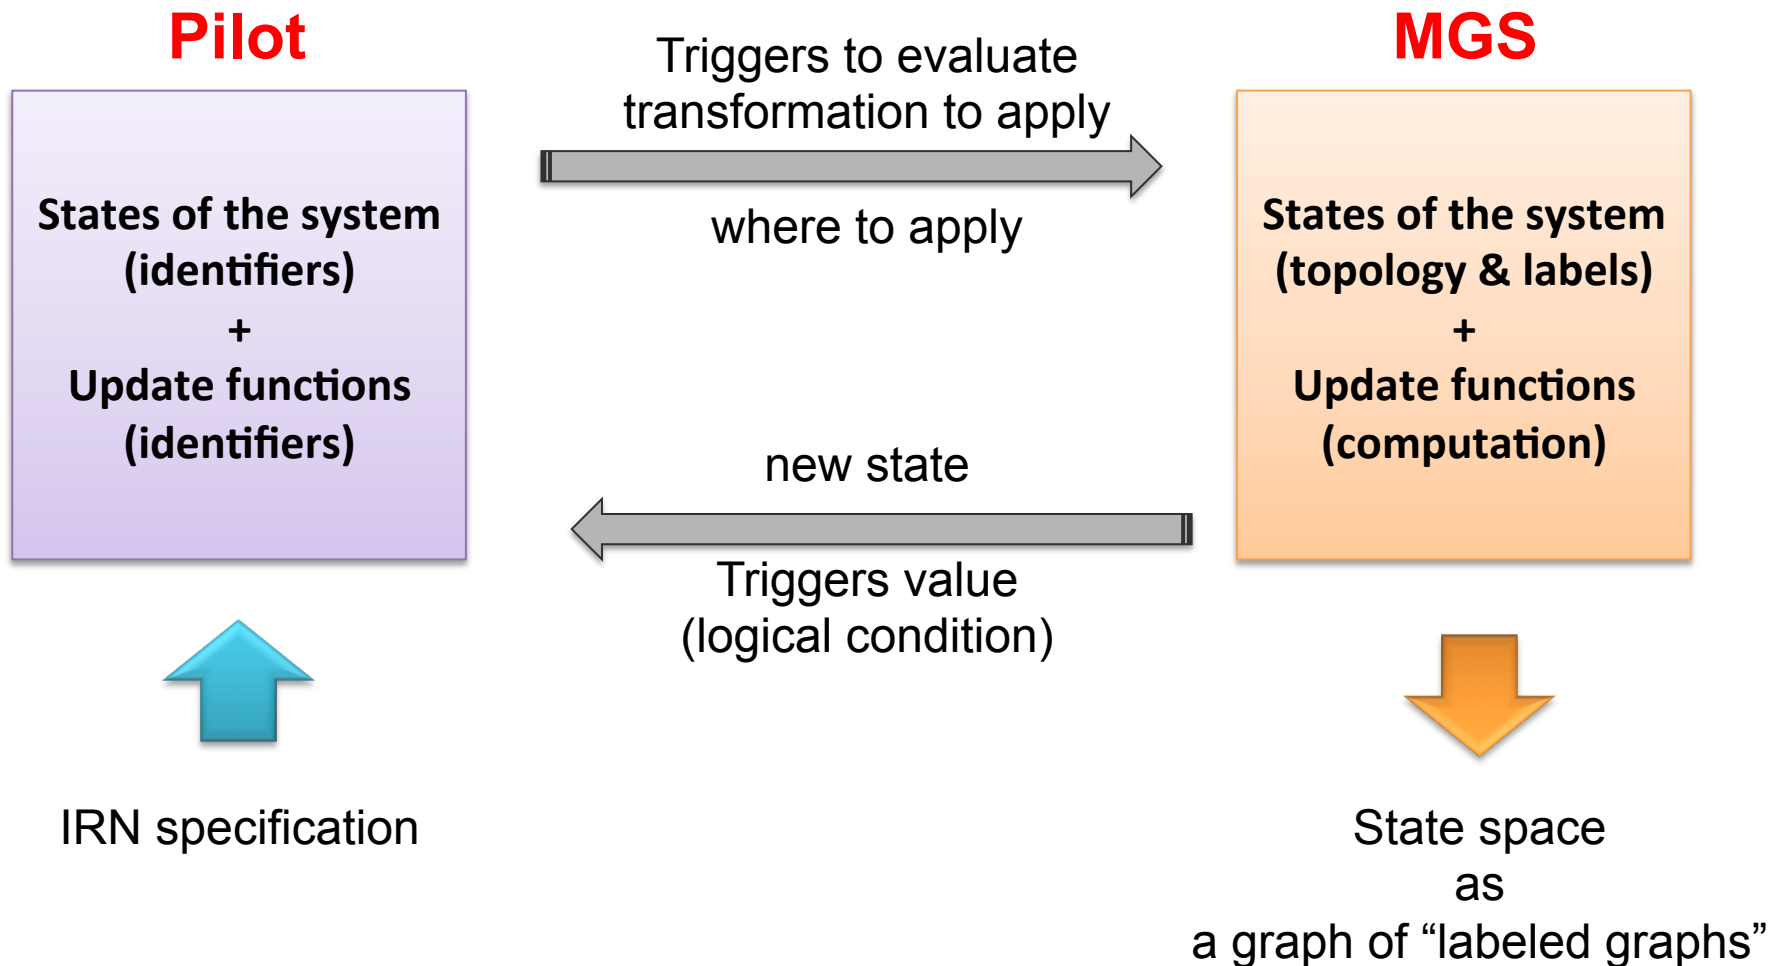 Pilot
States of the system
(identifiers)
+
Update functions
(identifiers)
IRN specification
Triggers to evaluate
transformation to apply
where to apply
new state
Triggers value
(logical condition)
MGS
States of the system
(topology & labels)
+
Update functions
(computation)
State space
as
a graph of “labeled graphs”